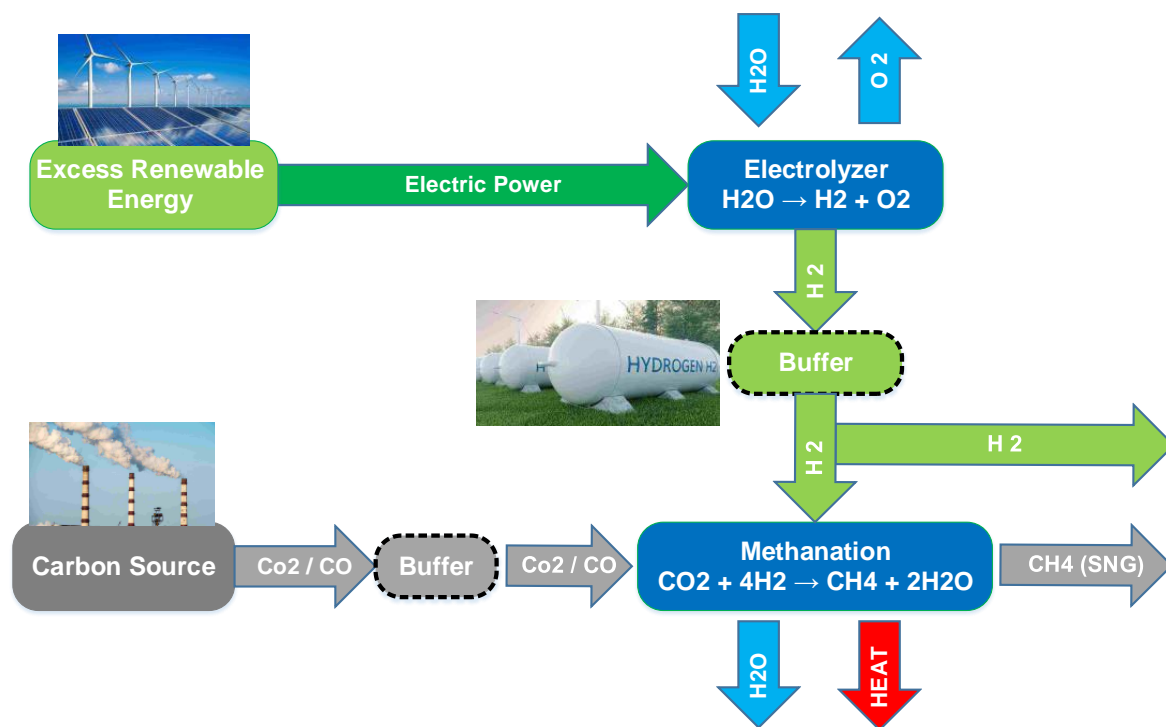 H2O
O 2
Excess Renewable
Energy
Electric Power
Electrolyzer
H2O → H2 + O2
H 2
HYDROGEN H2
H
Buffer
H 2
H 2
Carbon Source
Co2 / CO
Buffer
Co2 / CO
Methanation
CO2 + 4H2 → CH4 + 2H2O
CH4 (SNG)
H2O
HEAT